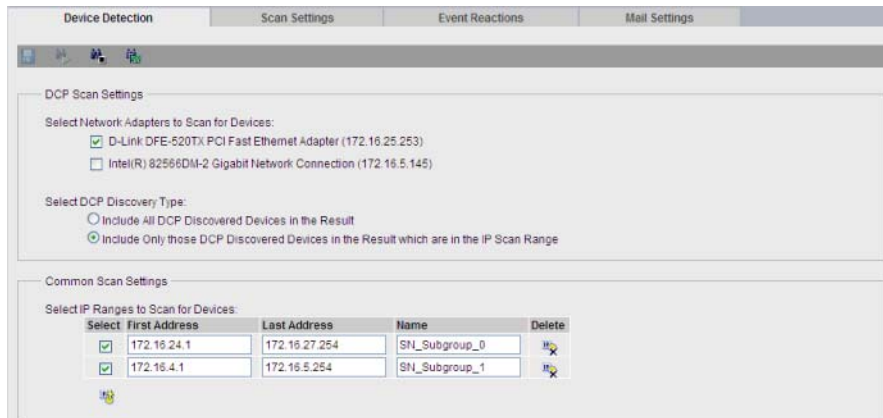 Device Detection Scan Settings Event Reactions Mail Settings
DCP Scan Settings
Select Network Adapters to Scan for Devices:
D-Link DFE-520TX PCI Fast Ethernet Adapter (172.16.25.253)
Intel(R) 82566DM-2 Gigabit Network Connection (172.16.5.145)
Select DCP Discovery Type:
Include All DCP Discovered Devices in the Result
Include Only those DCP Discovered Devices in the Result which are in the IP Scan Range
Common Scan Settings
Select IP Ranges to Scan for Devices:
Select First Address Last Address Name Delete
172.16.24.1 172.16.27.254 SN_Subgroup_0
172.16.4.1 172.16.5.254 SN_Subgroup_1